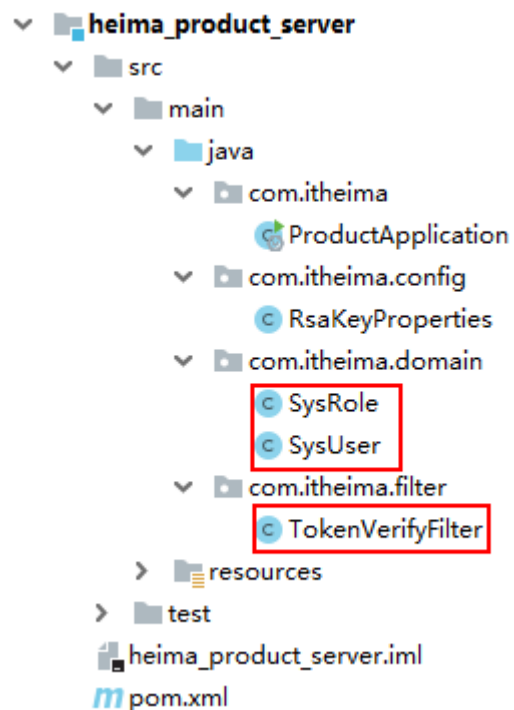 heima_product_server
src
main
java
com.itheima
ProductApplication
com.itheima.config
RsaKeyProperties
com.itheima.domain
SysRole
SysUser
com.itheima.filter
TokenVerifyFilter
resources
test
heima_product_server.iml
pom.xml